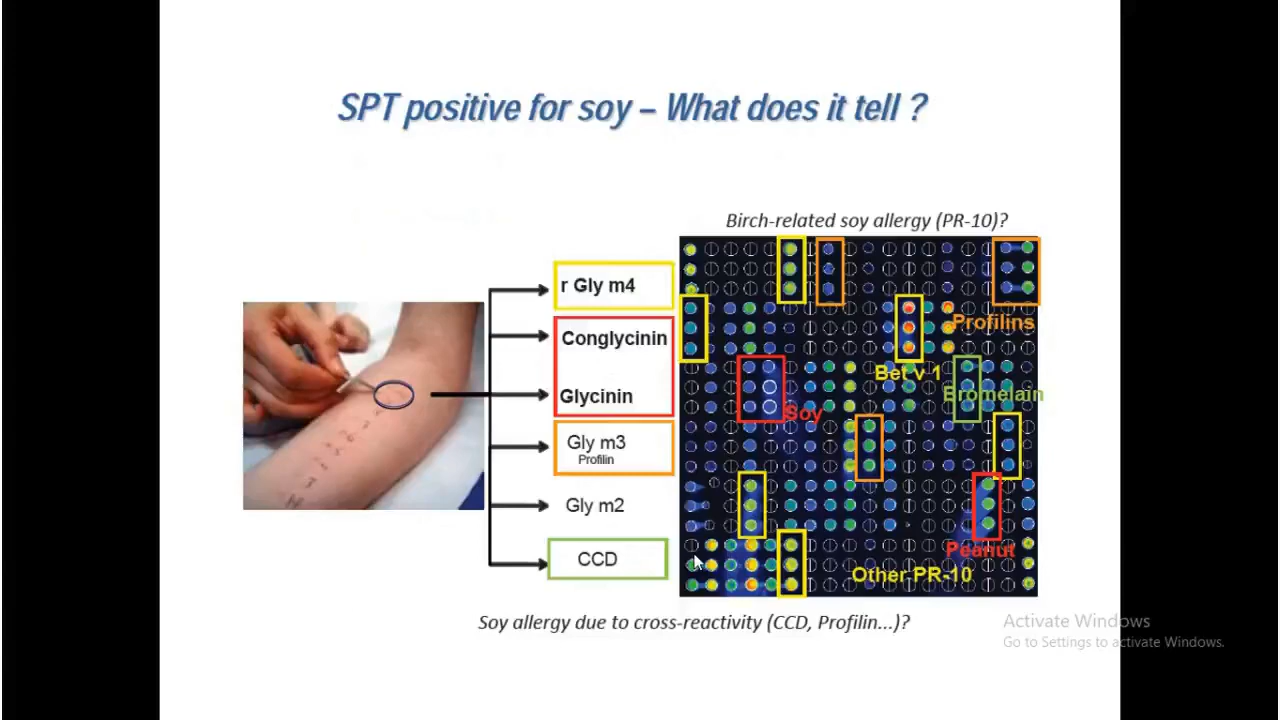 SPT positive for soy – What does it tell ?
Birch-related soy allergy (PR-10)?
r Gly m4
Conglycinin
Glycinin
Gly m3
Profilin
Gly m2
CCD
Profilins
Bet v 1
Bromelain
Soy
Peanut
Other PR-10
Soy allergy due to cross-reactivity (CCD, Profilin...)?
Activate Windows
Go to Settings to activate Windows.